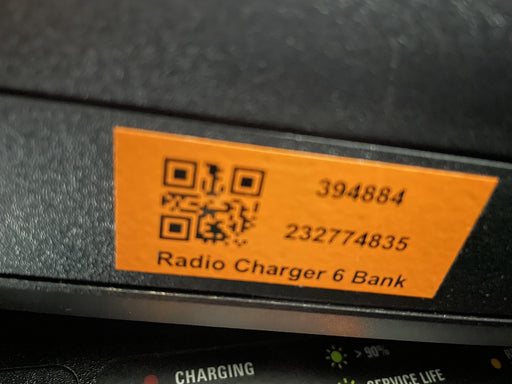 394884
232774835
Radio Charger 6 Bank
> 90%
CHARGING
SERVICE LIFE